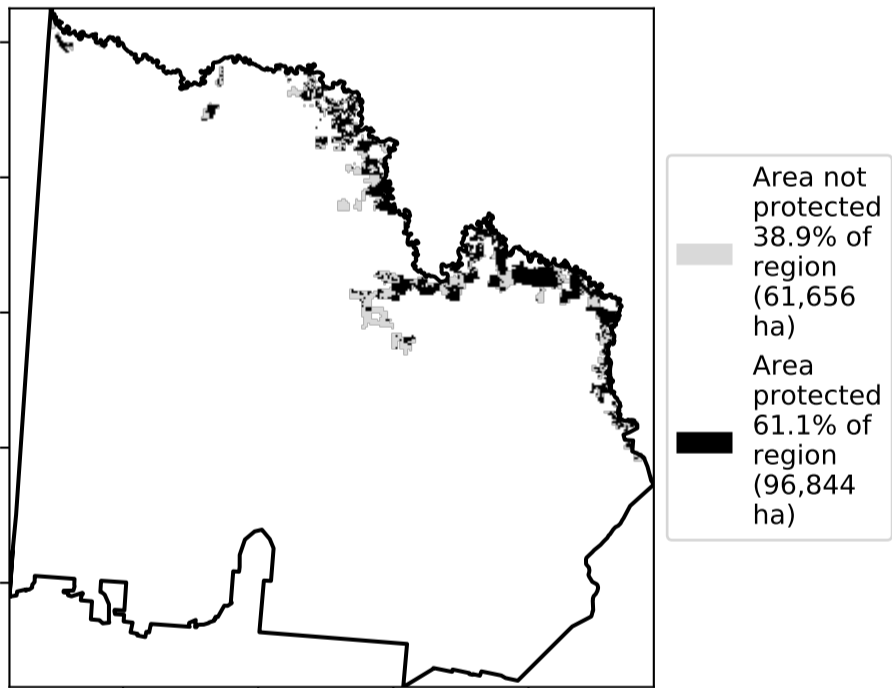 Area not
protected
38.9% of
region
(61,656
ha)
Area
protected
61.1% of
region
(96,844
ha)